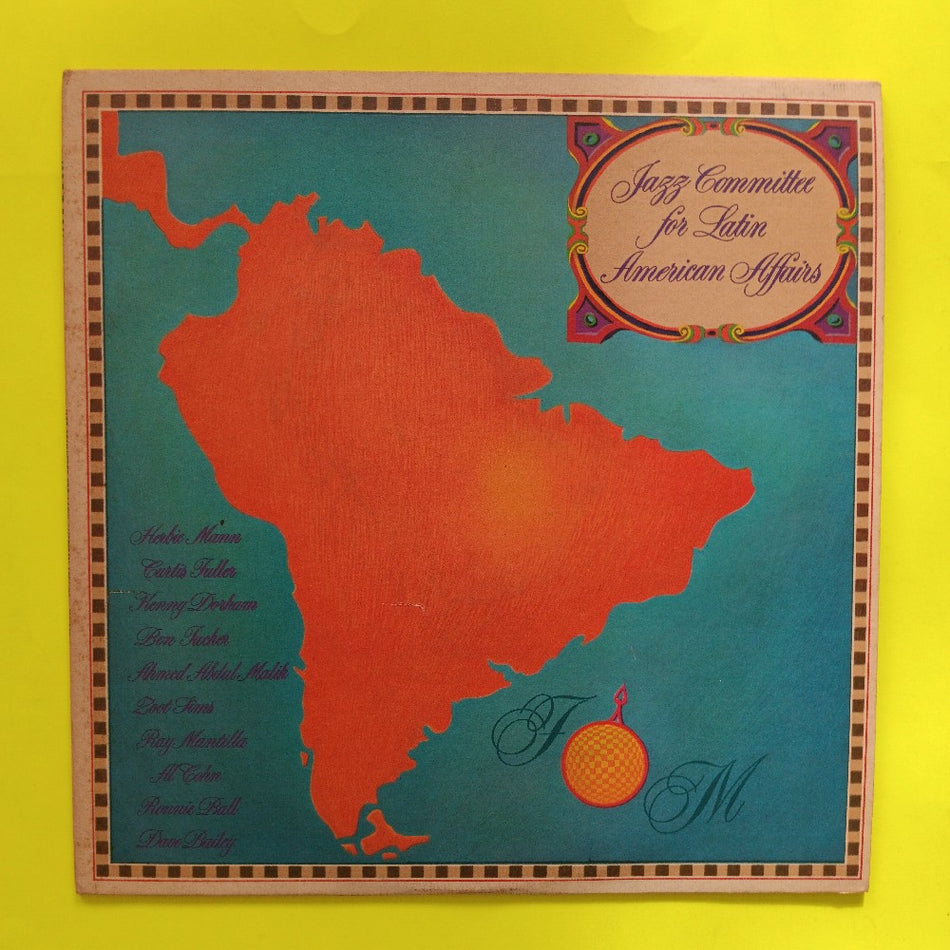 Jazz Committee
for Latin
American Affairs
Herbie Mann
Curtis Fuller
Kenny Dorham
Ben Tucker
Ahmed Abdul-Malik
Zoot Sims
Ray Mantilla
Al Cohn
Ronnie Ball
Dave Bailey
F M